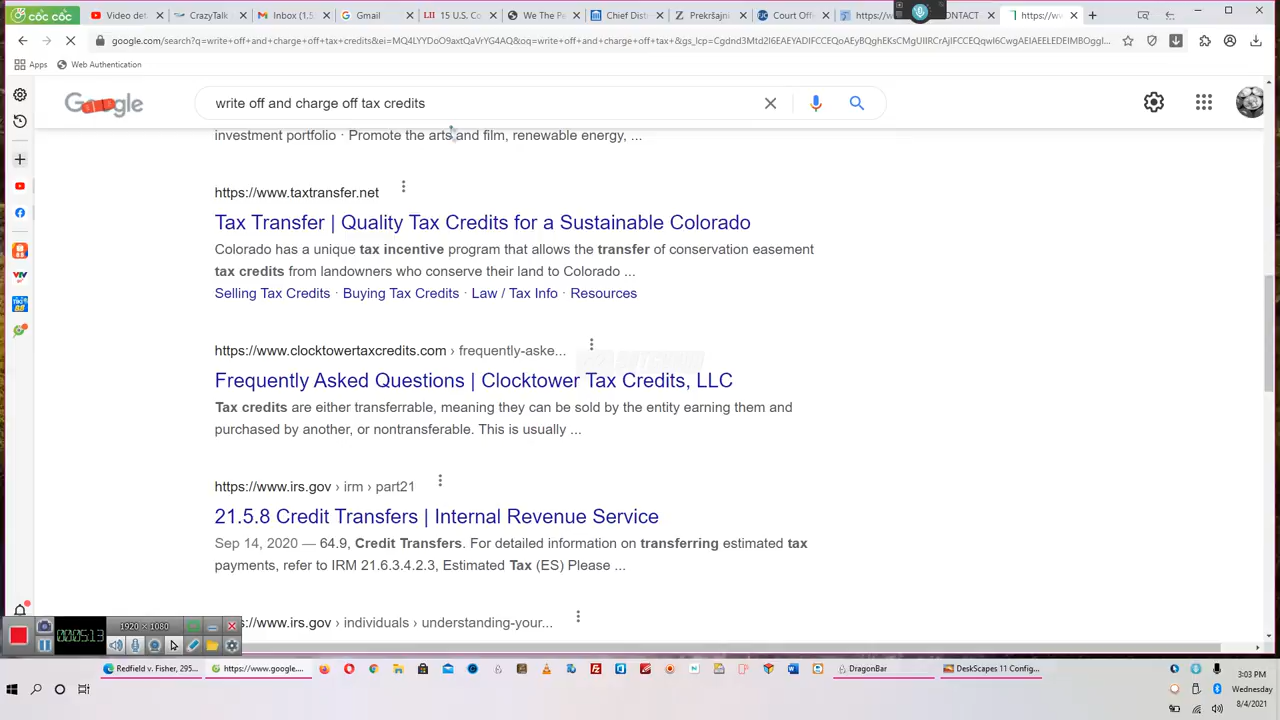 cốc cốc
Video det
CrazyTalk
Inbox (1.5
Gmail
15 U.S. C
We The Pe
Chief Dist
Pekršajin
Court Off
https://w
ONTACT
https://w
google.com/search?q=write+off+and+charge+off+tax+credits&ei=
Apps
Web Authentication
write off and charge off tax credits
investment portfolio · Promote the arts and film, renewable energy, ...
https://www.taxtransfer.net
Tax Transfer | Quality Tax Credits for a Sustainable Colorado
Colorado has a unique tax incentive program that allows the transfer of conservation easement
tax credits from landowners who conserve their land to Colorado ...
Selling Tax Credits · Buying Tax Credits · Law / Tax Info · Resources
https://www.clocktowertaxcredits.com › frequently-aske...
Frequently Asked Questions | Clocktower Tax Credits, LLC
Tax credits are either transferrable, meaning they can be sold by the entity earning them and
purchased by another, or nontransferable. This is usually ...
https://www.irs.gov › irm › part21
21.5.8 Credit Transfers | Internal Revenue Service
Sep 14, 2020 — 64.9, Credit Transfers. For detailed information on transferring estimated tax
payments, refer to IRM 21.6.3.4.2.3, Estimated Tax (ES) Please ...
s://www.irs.gov › individuals › understanding-your...
1920 × 1080
Redfield v. Fisher, 295...
https://www.google....
DragonBar
DeskScapes 11 Config...
3:03 PM
Wednesday
8/4/2021